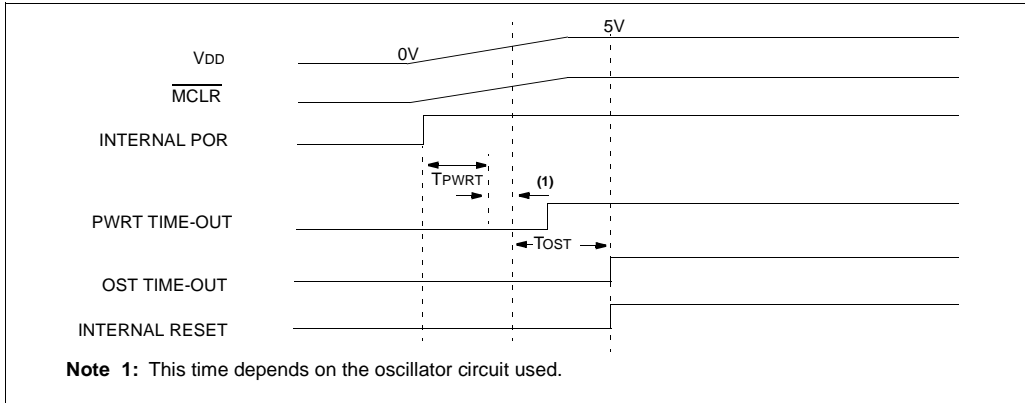 5V
0V
VDD
MCLR
INTERNAL POR
TPWRT
(1)
PWRT TIME-OUT
TOST
OST TIME-OUT
INTERNAL RESET
Note 1: This time depends on the oscillator circuit used.